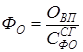 Ф_О = О_ВП / С_ФО^СГ